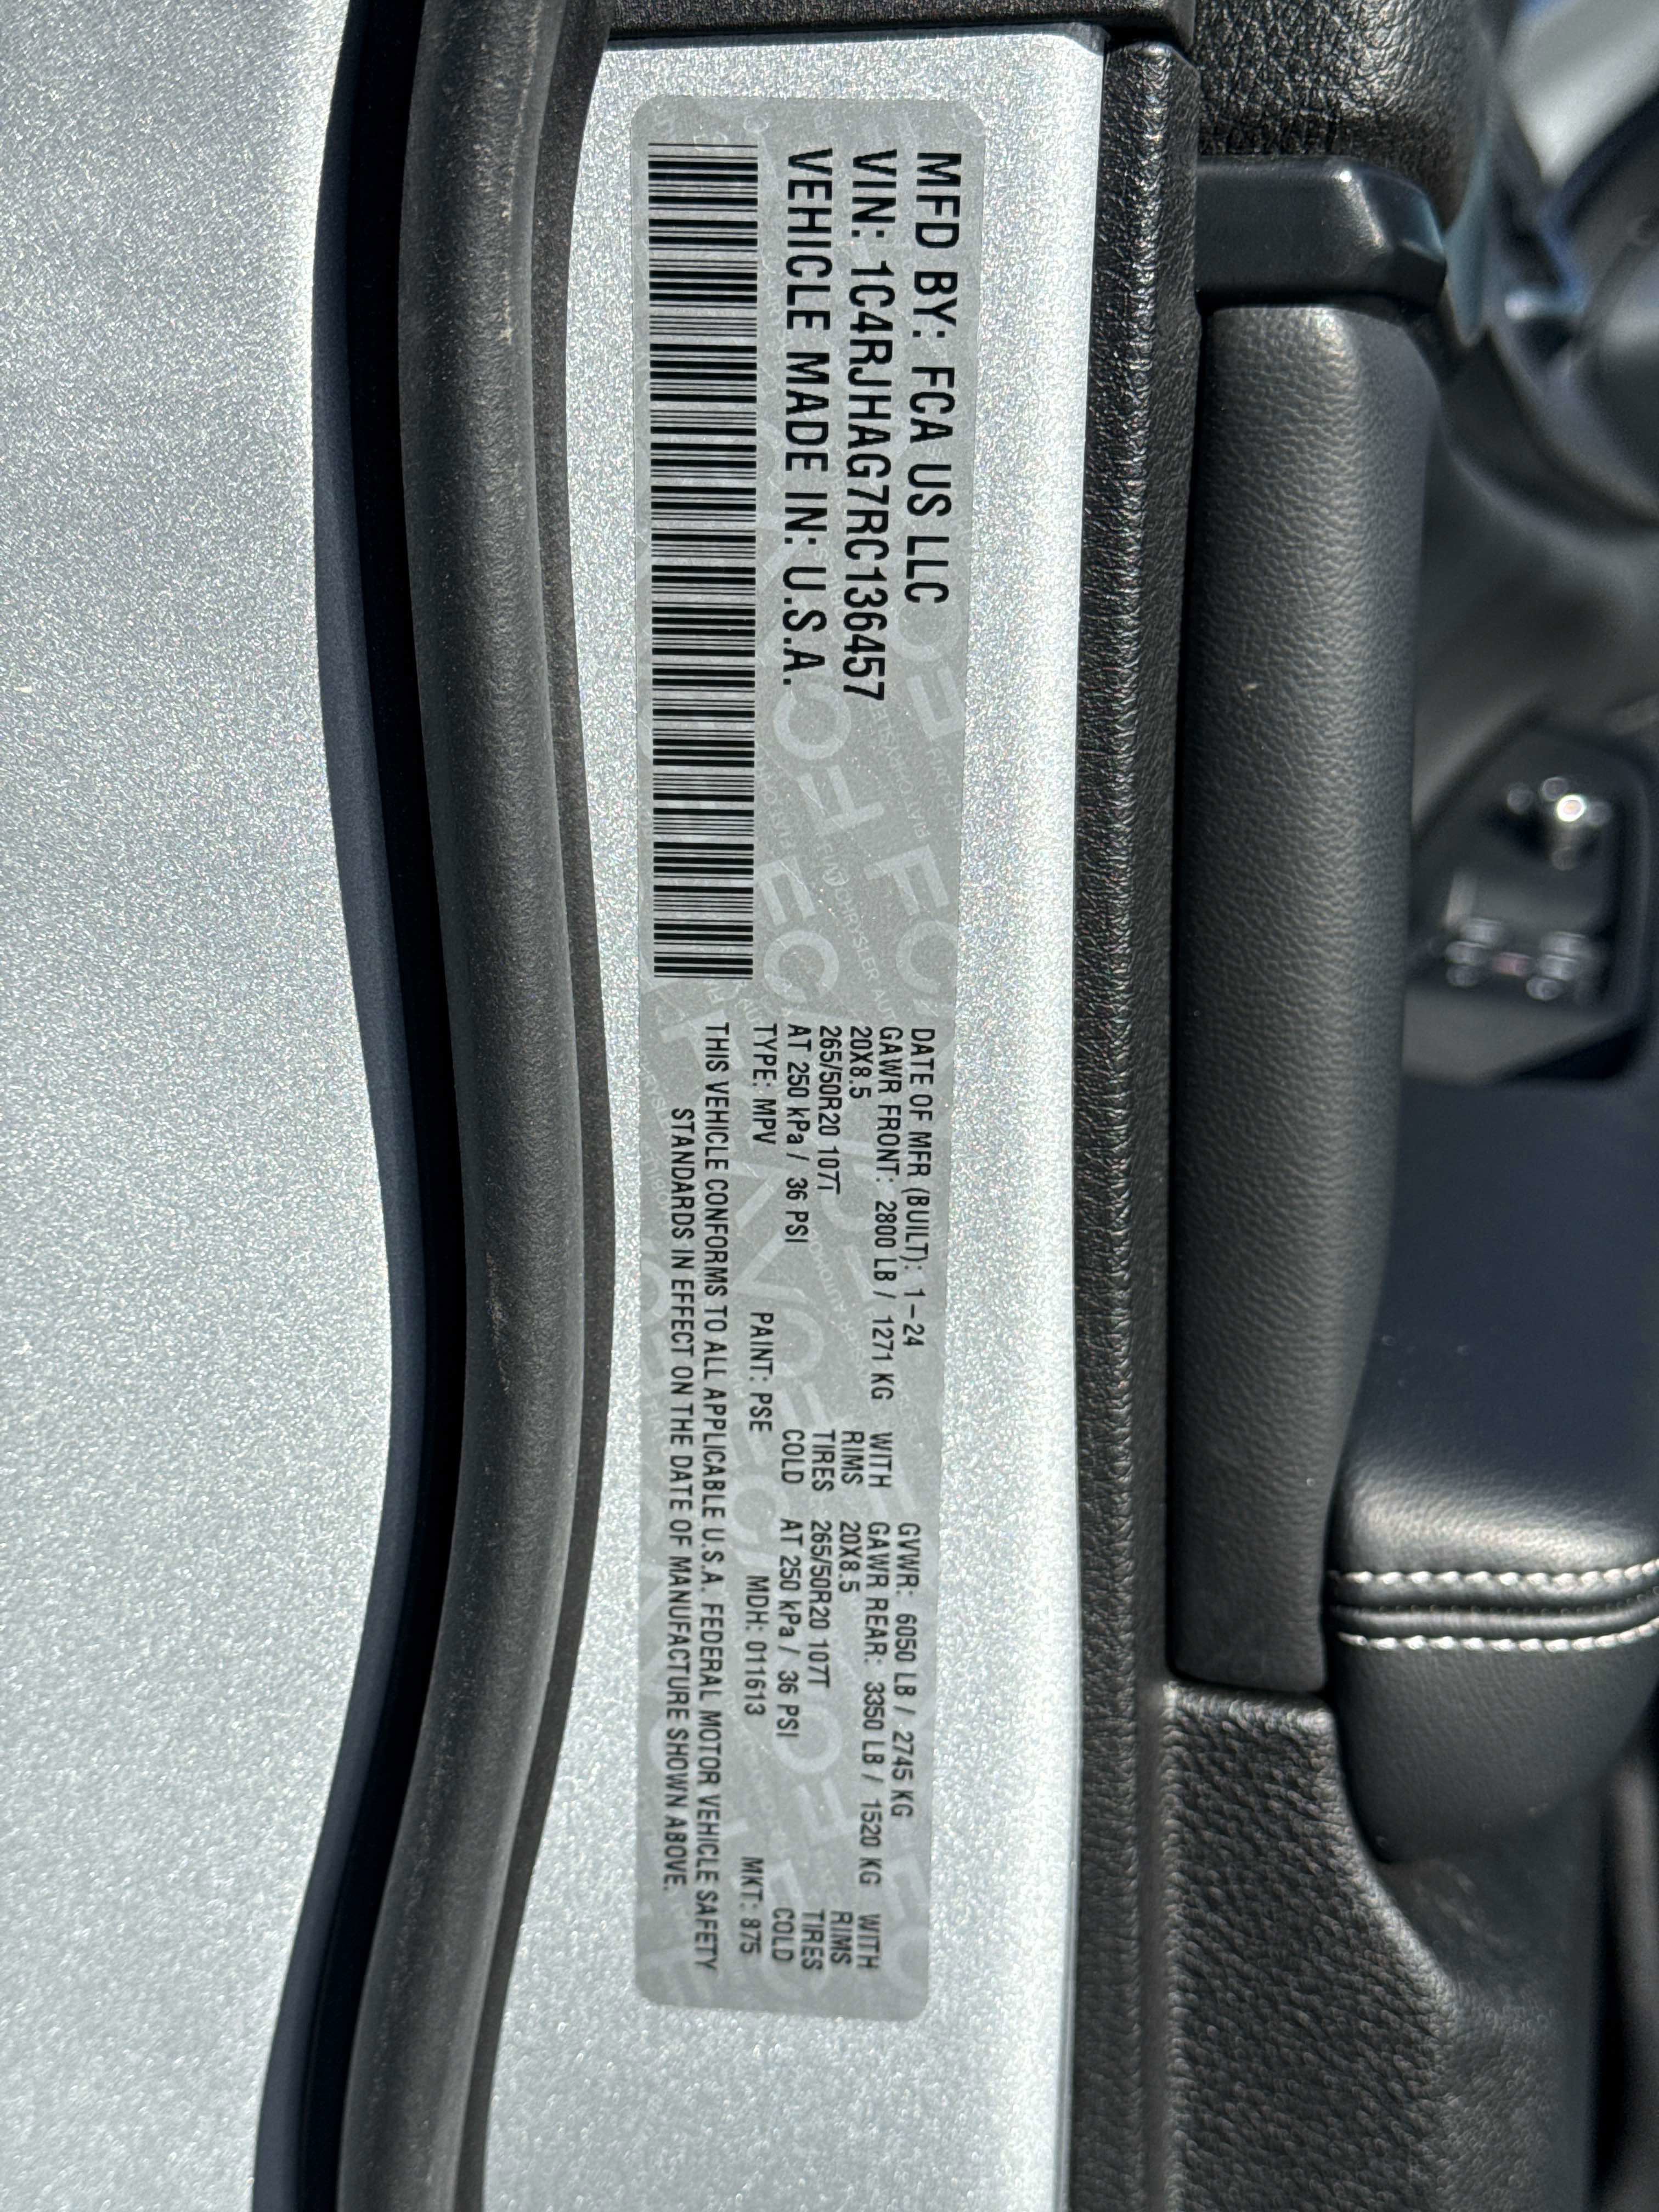 MFD BY: FCA US LLC
VIN: 1C4RJHAG7RC136457
VEHICLE MADE IN: U.S.A.
DATE OF MFR (BUILT): 1-24 GVWR: 6050 LB / 2745 KG
GAWR FRONT: 2800 LB / 1271 KG WITH GAWR REAR: 3350 LB / 1520 KG WITH
20X8.5 RIMS 20X8.5 RIMS
265/50R20 107T TIRES 265/50R20 107T TIRES
AT 250 kPa / 36 PSI COLD AT 250 kPa / 36 PSI COLD
TYPE: MPV PAINT: PSE MDH: 011613 MKT: 875
THIS VEHICLE CONFORMS TO ALL APPLICABLE U.S.A. FEDERAL MOTOR VEHICLE SAFETY
STANDARDS IN EFFECT ON THE DATE OF MANUFACTURE SHOWN ABOVE.